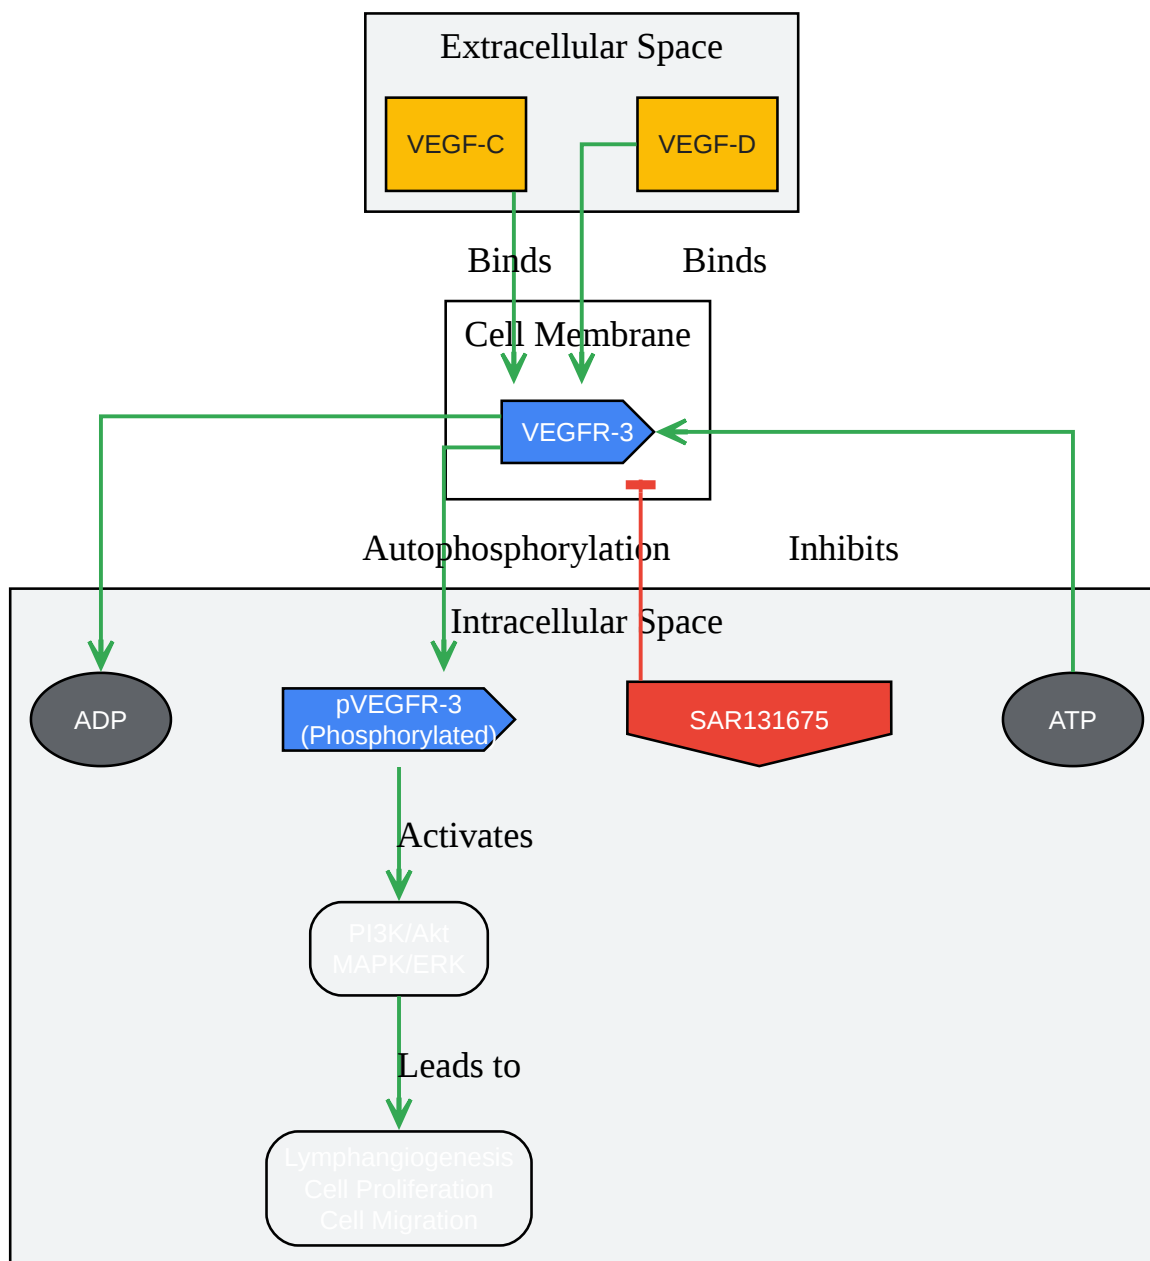 Extracellular Space
VEGF-C
VEGF-D
Binds
Binds
Cell Membrane
VEGFR-3
Autophosphorylation
Inhibits
Intracellular Space
ADP
pVEGFR-3
(Phosphorylated)
SAR131675
ATP
Activates
PI3K/Akt
MAPK/ERK
Leads to
Lymphangiogenesis
Cell Proliferation
Cell Migration